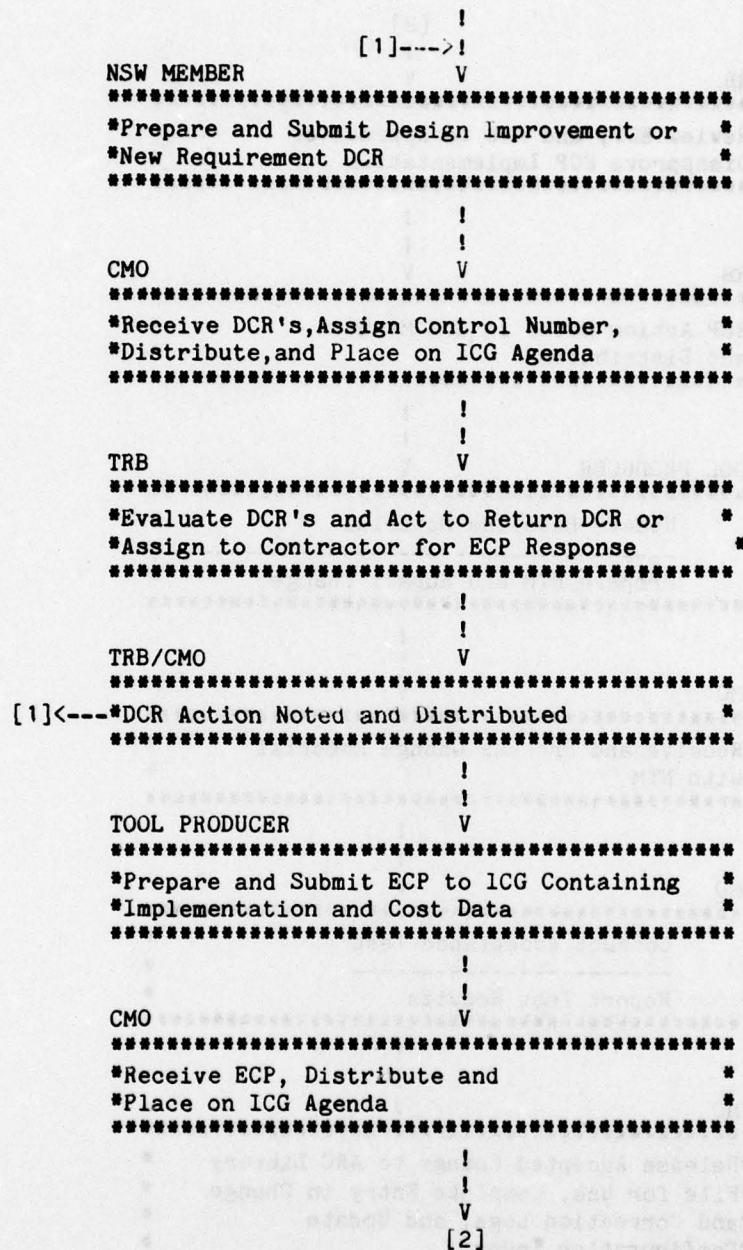 !
[1]---->!
NSW MEMBER V
**********************************************
*Prepare and Submit Design Improvement or *
*New Requirement DCR *
**********************************************
!
!
CMO V
**********************************************
*Receive DCR's,Assign Control Number, *
*Distribute,and Place on ICG Agenda *
**********************************************
!
!
TRB V
**********************************************
*Evaluate DCR's and Act to Return DCR or *
*Assign to Contractor for ECP Response *
**********************************************
!
!
TRB/CMO V
**********************************************
[1]<---*DCR Action Noted and Distributed *
**********************************************
!
!
TOOL PRODUCER V
**********************************************
*Prepare and Submit ECP to ICG Containing *
*Implementation and Cost Data *
**********************************************
!
!
CMO V
**********************************************
*Receive ECP, Distribute and *
*Place on ICG Agenda *
**********************************************
!
!
V
[2]